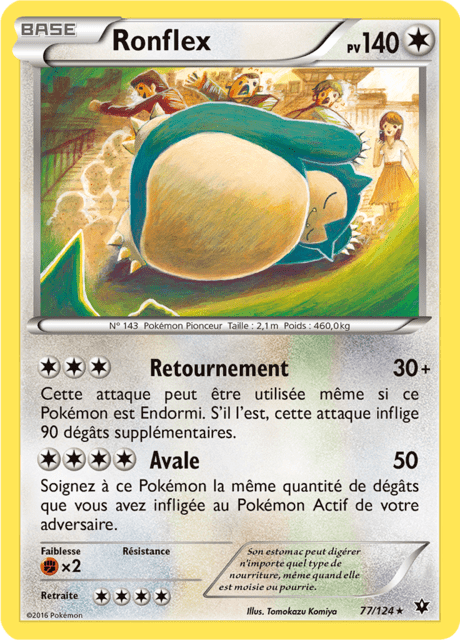 BASE
Ronflex
PV140
N° 143 Pokémon Pionceur Taille : 2,1m Poids : 460,0kg
Retournement 30+
Cette attaque peut être utilisée même si ce
Pokémon est Endormi. S'il l'est, cette attaque inflige
90 dégâts supplémentaires.
Avale 50
Soignez à ce Pokémon la même quantité de dégâts
que vous avez infligée au Pokémon Actif de votre
adversaire.
Faiblesse Résistance
×2
Retraite
Son estomac peut digérer
n'importe quel type de
nourriture, même quand elle
est moisie ou pourrie.
©2016 Pokémon
Illus. Tomokazu Komiya
77/124★